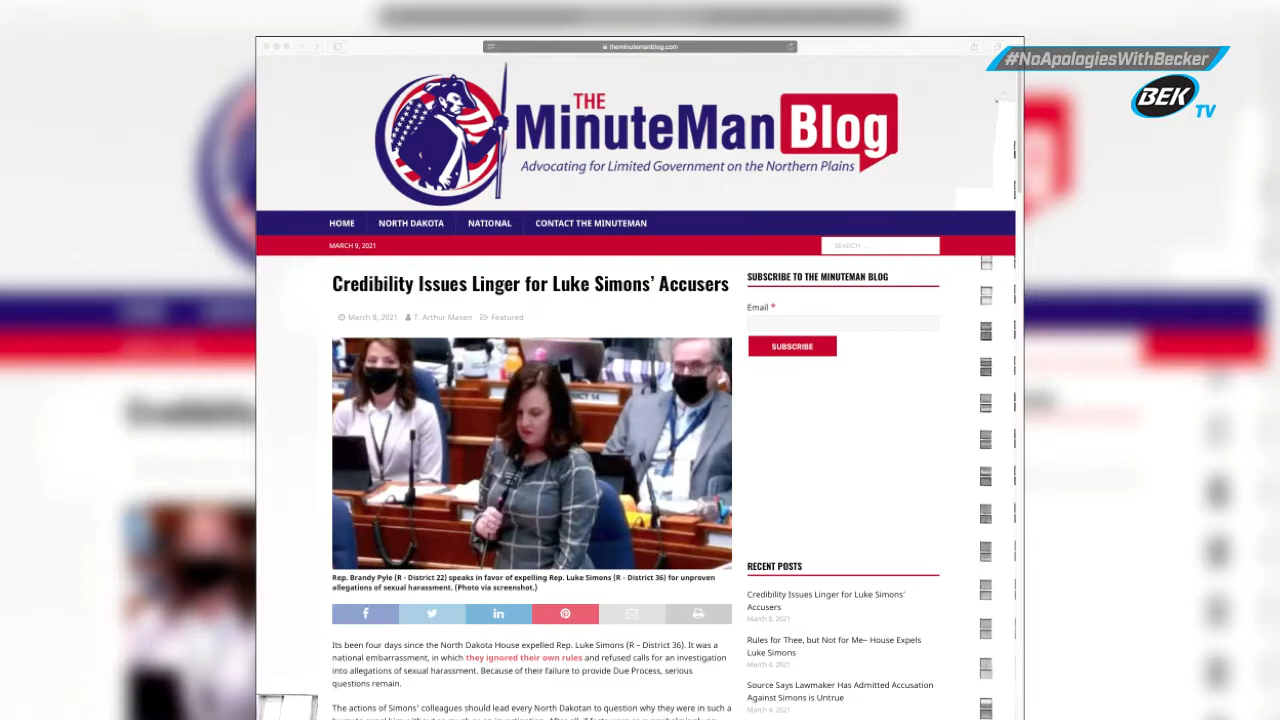 theminutemanblog.com
#NoApologiesWithBecker
BEK
TV
THE
MinuteMan Blog
Advocating for Limited Government on the Northern Plains
HOME NORTH DAKOTA NATIONAL CONTACT THE MINUTEMAN
MARCH 9, 2021
SEARCH ...
Credibility Issues Linger for Luke Simons' Accusers
March 8, 2021 T. Arthur Mason Featured
Rep. Brandy Pyle (R - District 22) speaks in favor of expelling Rep. Luke Simons (R - District 36) for unproven
allegations of sexual harassment. (Photo via screenshot.)
Its been four days since the North Dakota House expelled Rep. Luke Simons (R – District 36). It was a
national embarrassment, in which they ignored their own rules and refused calls for an investigation
into allegations of sexual harassment. Because of their failure to provide Due Process, serious
questions remain.
The actions of Simons' colleagues should lead every North Dakotan to question why they were in such a
SUBSCRIBE TO THE MINUTEMAN BLOG
Email *
SUBSCRIBE
RECENT POSTS
Credibility Issues Linger for Luke Simons'
Accusers
March 8, 2021
Rules for Thee, but Not for Me– House Expels
Luke Simons
March 4, 2021
Source Says Lawmaker Has Admitted Accusation
Against Simons is Untrue
March 4, 2021